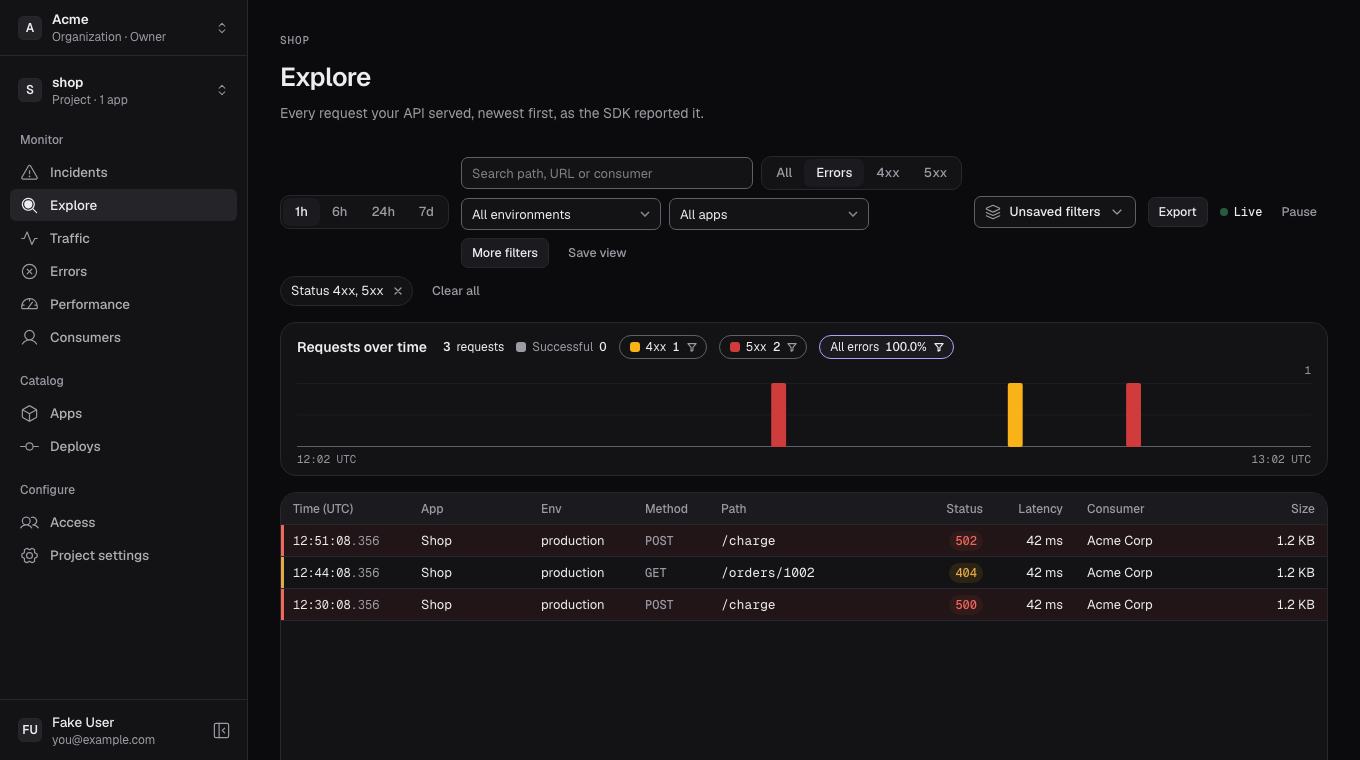 A
Acme
Organization · Owner
S
shop
Project · 1 app
Monitor
Incidents
Explore
Traffic
Errors
Performance
Consumers
Catalog
Apps
Deploys
Configure
Access
Project settings
FU
Fake User
you@example.com
SHOP
Explore
Every request your API served, newest first, as the SDK reported it.
1h 6h 24h 7d
Search path, URL or consumer
All Errors 4xx 5xx
All environments All apps
More filters Save view
Unsaved filters Export Live Pause
Status 4xx, 5xx Clear all
Requests over time 3 requests Successful 0 4xx 1 5xx 2 All errors 100.0%
1
12:02 UTC 13:02 UTC
Time (UTC) App Env Method Path Status Latency Consumer Size
12:51:08.356 Shop production POST /charge 502 42 ms Acme Corp 1.2 KB
12:44:08.356 Shop production GET /orders/1002 404 42 ms Acme Corp 1.2 KB
12:30:08.356 Shop production POST /charge 500 42 ms Acme Corp 1.2 KB